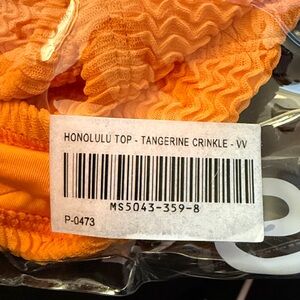 HONOLULU TOP - TANGERINE CRINKLE - VV
MS5043-359-8
P-0473